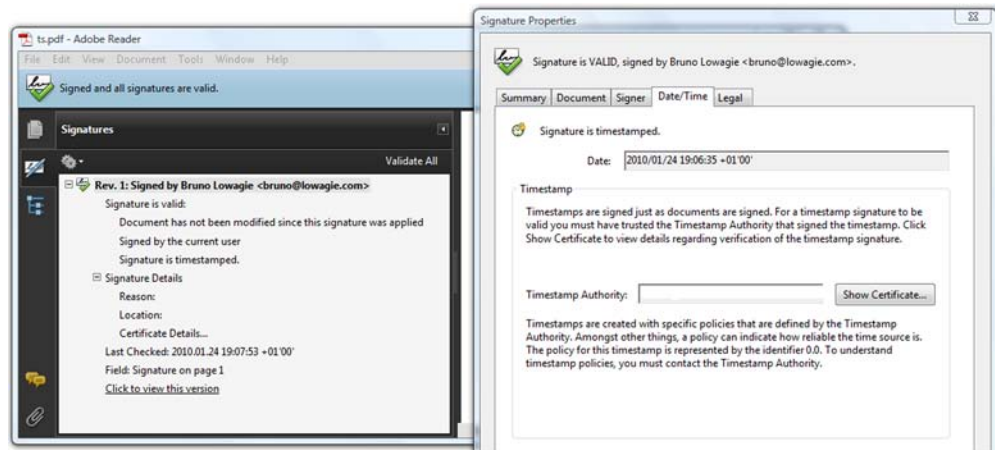 ts.pdf - Adobe Reader
File Edit View Document Tools Window Help
Signed and all signatures are valid.
Signatures
Validate All
Rev. 1: Signed by Bruno Lowagie <bruno@lowagie.com>
Signature is valid:
Document has not been modified since this signature was applied
Signed by the current user
Signature is timestamped.
Signature Details
Reason:
Location:
Certificate Details...
Last Checked: 2010.01.24 19:07:53 +01'00'
Field: Signature on page 1
Click to view this version
Signature Properties
Signature is VALID, signed by Bruno Lowagie <bruno@lowagie.com>.
Summary Document Signer Date/Time Legal
Signature is timestamped.
Date: 2010/01/24 19:06:35 +01'00'
Timestamp
Timestamps are signed just as documents are signed. For a timestamp signature to be
valid you must have trusted the Timestamp Authority that signed the timestamp. Click
Show Certificate to view details regarding verification of the timestamp signature.
Timestamp Authority: Show Certificate...
Timestamps are created with specific policies that are defined by the Timestamp
Authority. Amongst other things, a policy can indicate how reliable the time source is.
The policy for this timestamp is represented by the identifier 0.0. To understand
timestamp policies, you must contact the Timestamp Authority.